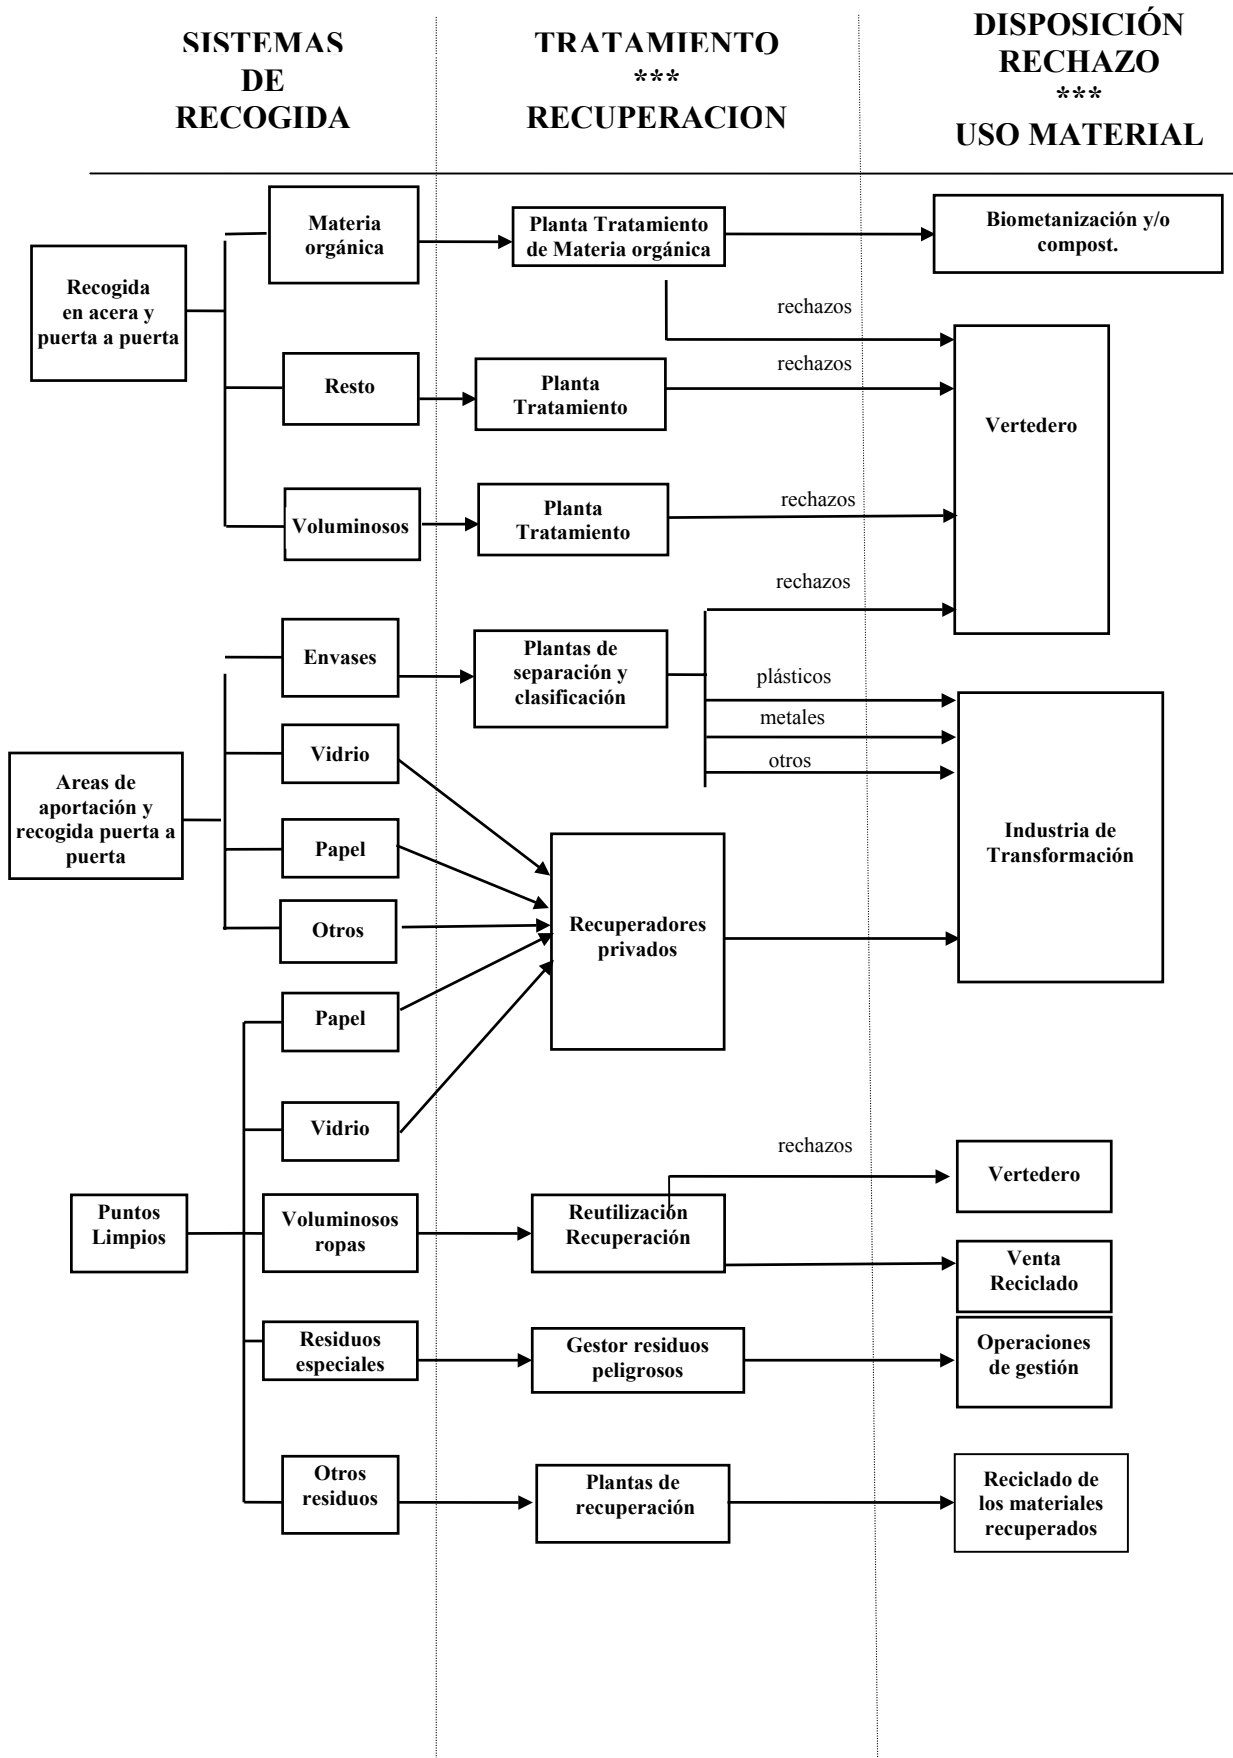 SISTEMAS
DE
RECOGIDA
TRATAMIENTO
***
RECUPERACION
DISPOSICIÓN
RECHAZO
***
USO MATERIAL
Recogida
en acera y
puerta a puerta
Materia
orgánica
Planta Tratamiento
de Materia orgánica
Biometanización y/o
compost.
rechazos
Resto
Planta
Tratamiento
rechazos
Vertedero
Voluminosos
Planta
Tratamiento
rechazos
rechazos
Areas de
aportación y
recogida puerta a
puerta
Envases
Plantas de
separación y
clasificación
plásticos
metales
otros
Vidrio
Papel
Otros
Recuperadores
privados
Industria de
Transformación
Puntos
Limpios
Papel
Vidrio
Voluminosos
ropas
Reutilización
Recuperación
rechazos
Vertedero
Venta
Reciclado
Residuos
especiales
Gestor residuos
peligrosos
Operaciones
de gestión
Otros
residuos
Plantas de
recuperación
Reciclado de
los materiales
recuperados